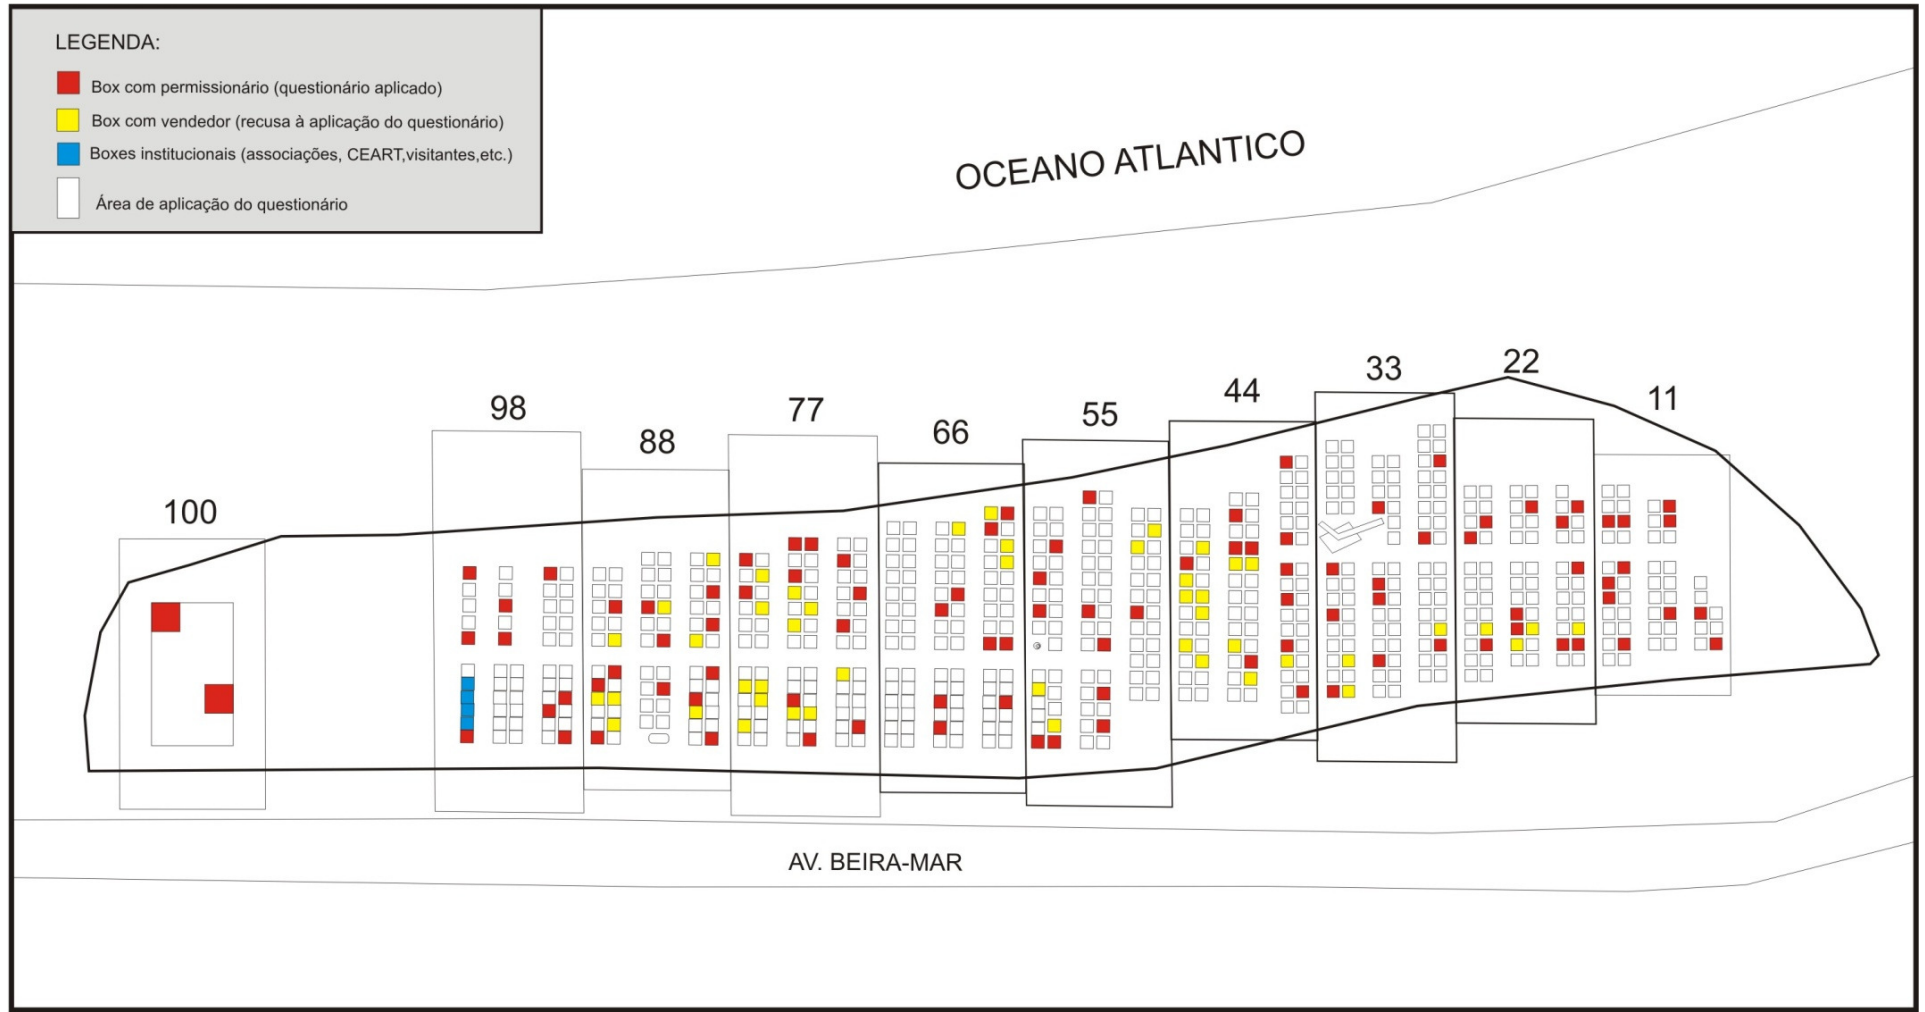 LEGENDA:
Box com permissionário (questionário aplicado)
Box com vendedor (recusa à aplicação do questionário)
Boxes institucionais (associações, CEART,visitantes,etc.)
Área de aplicação do questionário
OCEANO ATLANTICO
100
98
88
77
66
55
44
33
22
11
AV. BEIRA-MAR